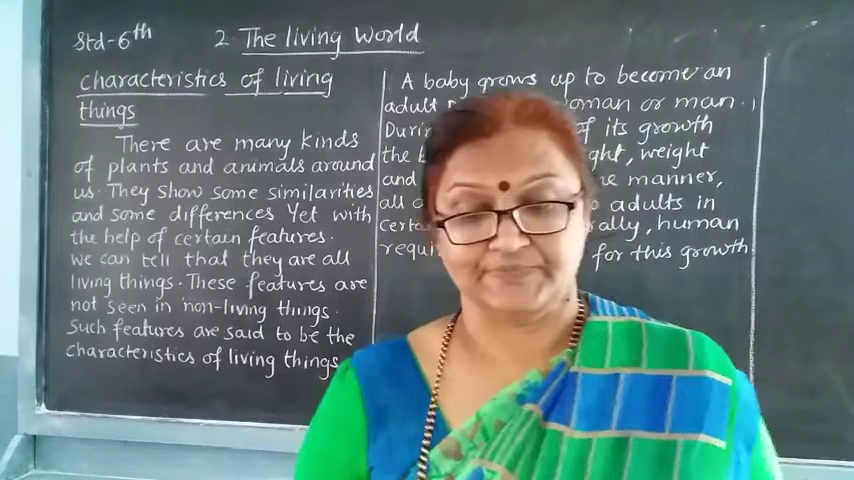 Std-6th
2. The living World
characteristics of living
things
There are many kinds
of plants and animals around
us. They show some similarities
and some differences Yet with
the help of certain features.
we can tell that they are all
living things. These features are
not seen in non-living things.
Such features are said to be the
characteristics of living things
A baby grows up to become an
adult woman or man.
of its growth
the weight
and manner,
all adults in
human
for this growth